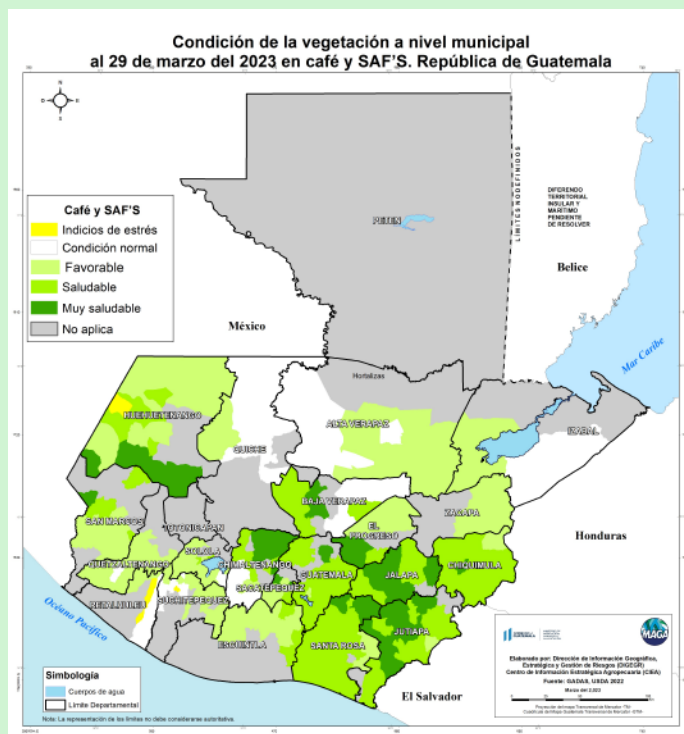 Condición de la vegetación a nivel municipal
al 29 de marzo del 2023 en café y SAF'S. República de Guatemala
N
E
S
LÍMITES NO DEFINIDOS
DIFERENDO
TERRITORIAL
INSULAR Y
MARÍTIMO
PENDIENTE
DE RESOLVER
Café y SAF'S
Indicios de estrés
Condición normal
Favorable
Saludable
Muy saludable
No aplica
PETEN
Belice
México
Mar Caribe
Hortalizas
HUEHUETENANGO
ALTA VERAPAZ
IZABAL
QUICHE
BAJA VERAPAZ
ZACAPA
SAN MARCOS
TOTONICAPAN
EL
PROGRESO
Honduras
SOLOLA
QUETZALTENANGO
CHIMALTENANGO
GUATEMALA
JALAPA
CHIQUIMULA
SACATEPEQUEZ
RETALHULEU
SUCHITEPEQUEZ
Océano Pacífico
JUTIAPA
ESCUINTLA
SANTA ROSA
El Salvador
Simbología
Cuerpos de agua
Límite Departamental
Nota: La representación de los límites no debe considerarse autoritativa.
MAGA
Elaborado por: Dirección de Información Geográfica,
Estratégica y Gestión de Riesgos (DIGEGR)
Centro de Información Estratégica Agropecuaria (CIEA)
Fuente: GADAS, USDA 2022
Marzo del 2,023